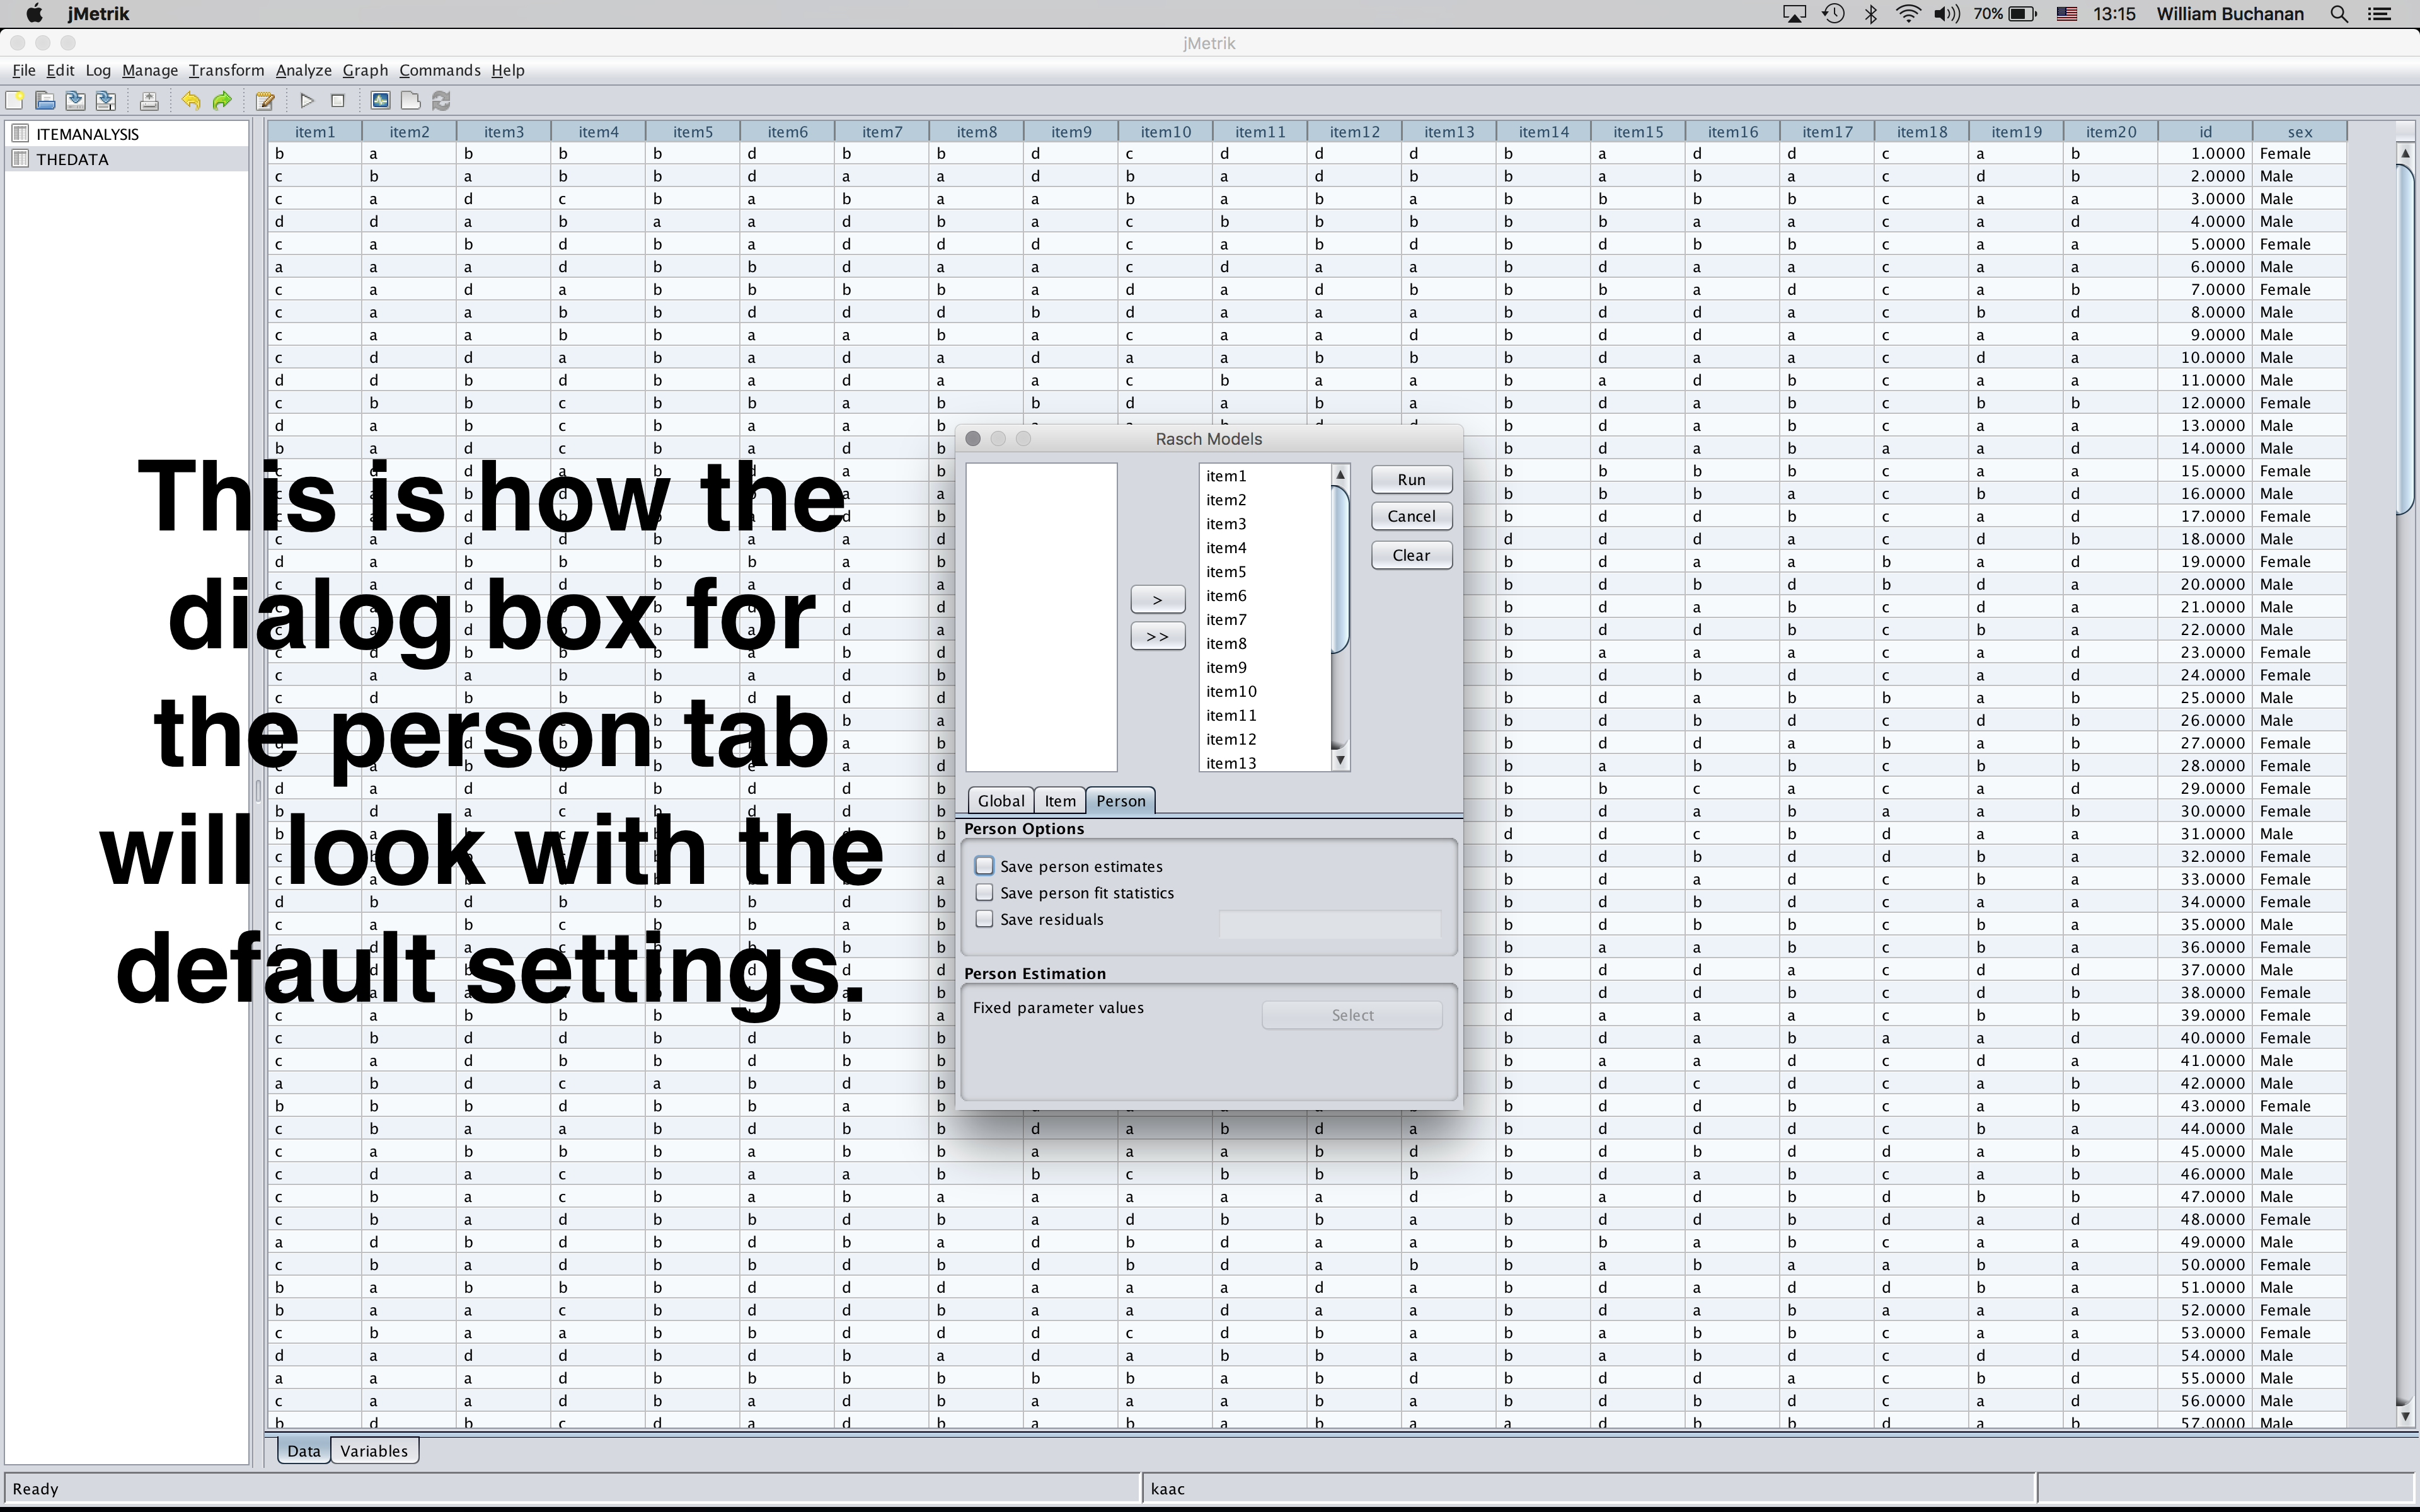 jMetrik
70% 13:15 William Buchanan
jMetrik
File Edit Log Manage Transform Analyze Graph Commands Help
ITEMANALYSIS
THEDATA
item1 item2 item3 item4 item5 item6 item7 item8 item9 item10 item11 item12 item13 item14 item15 item16 item17 item18 item19 item20 id sex
b a b b b d b b d c d d d b a d d c a b 1.0000 Female
c b a b b d a a d b a d b b a b a c d b 2.0000 Male
c a d c b a b a a b a b a b b b b c a a 3.0000 Male
d d a b a a d b a c b b b b b a a c a d 4.0000 Male
c a b d b a d d d c a b d b d b b c a a 5.0000 Female
a a a d b b d a a c d a a b d a a c a a 6.0000 Male
c a d a b b b b a d a d b b b a d c a b 7.0000 Female
c a a b b d d d b d a a a b d d a c b d 8.0000 Male
c a a b b a a b a c a a d b d d a c a a 9.0000 Male
c d d a b a d a d a a b b b d a a c d a 10.0000 Male
d d b d b a d a a c b a a b a d b c a a 11.0000 Male
c b b c b b a b b d a b a b d a b c b b 12.0000 Female
d a b c b a a b b d a b c a a 13.0000 Male
b a d c b a d b b d a b a a d 14.0000 Male
a b b b b b c a a 15.0000 Female
a b b b a c b d 16.0000 Male
b b d d b c a d 17.0000 Female
c a d d b a a d d d d a c d b 18.0000 Male
d a b b b b a b b d a a b a d 19.0000 Female
c a d d b a d a b d b d b d d 20.0000 Male
d d b d a b c d a 21.0000 Male
d a b d d b c b a 22.0000 Male
b d b a a a c a d 23.0000 Female
c a a b b a d b b d b d c a d 24.0000 Female
c d b b b d d d b d a b b a b 25.0000 Male
b a b d b d c d b 26.0000 Male
a b b d d a b a b 27.0000 Female
a d b a b b c b b 28.0000 Female
d a d d b d d b b b c a c a d 29.0000 Female
b d a c b d d b b d a b a a b 30.0000 Female
b d d c b d a a 31.0000 Male
d b d b d d b a 32.0000 Female
a b d a d c b a 33.0000 Female
d b d b b b d b b d b d c a a 34.0000 Female
c a b c b b a b b d b b c b a 35.0000 Male
b b b a a b c b a 36.0000 Female
d d b d d a c d d 37.0000 Male
b b d d b c d b 38.0000 Female
c a b b b b b a d a a a c b b 39.0000 Female
c b d d b d b b b d a b a a d 40.0000 Female
c a d b b d b b b a a d c d a 41.0000 Male
a b d c a b d b b d c d c a b 42.0000 Male
b b b d b b a b b d d b c a b 43.0000 Female
c b a a b d b b d a b d a b d d d c b a 44.0000 Male
c a b b b a b b a a a b d b d b d d a b 45.0000 Male
c d a c b a a b b c b b b b d a b c b b 46.0000 Male
c b a c b a b a a a a a d b a d b d b b 47.0000 Male
c b a d b b d b a d b b a b d d b d a d 48.0000 Female
a d b d b d b a d b d a a b b a b c a a 49.0000 Male
c b a d b b d b d b d a b b a b a a b a 50.0000 Female
b a b b b d d d a a a d a b d a d d b a 51.0000 Male
b a a c b d d b a a d a a b d a b a a a 52.0000 Female
c b a a b b d d d c d b a b a b b c a a 53.0000 Female
d a d d b d b a d a b b a b a b d c d d 54.0000 Male
a a a d b b b b b b a b d b d d a c b d 55.0000 Male
c a a d b a d b a a a b a b d b d c a d 56.0000 Male
b d b c d a d b a b a b a a d b b d a b 57.0000 Male
This is how the
dialog box for
the person tab
will look with the
default settings.
Rasch Models
item1
item2
item3
item4
item5
item6
item7
item8
item9
item10
item11
item12
item13
>
>>
Run
Cancel
Clear
Global Item Person
Person Options
Save person estimates
Save person fit statistics
Save residuals
Person Estimation
Fixed parameter values Select
Data Variables
Ready kaac